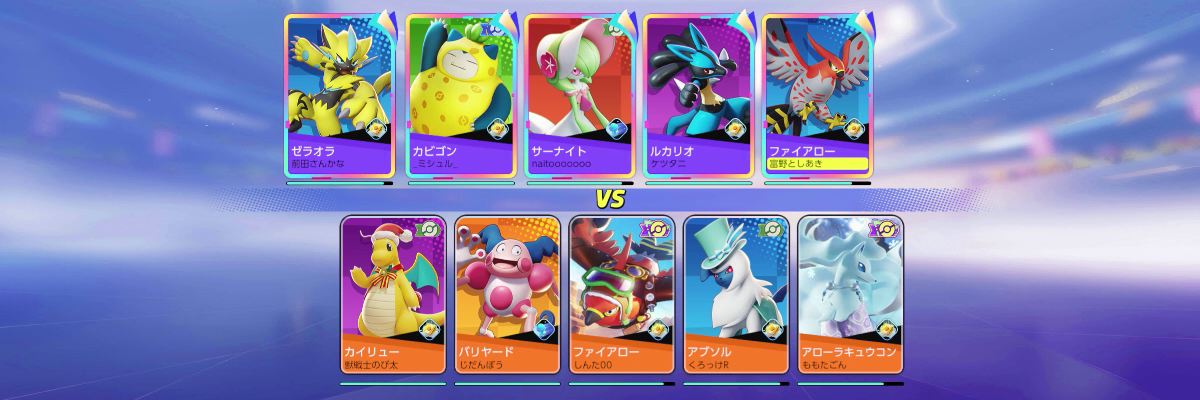 ゼラオラ
前田さんかな
カビゴン
_ミシュル_
サーナイト
naitooooooo
ルカリオ
ケツタニ
ファイアロー
冨野としあき
VS
カイリュー
獣戦士のび太
バリヤード
じだんぼう
ファイアロー
しんた00
アブソル
くろっけR
アローラキュウコン
ももたごん